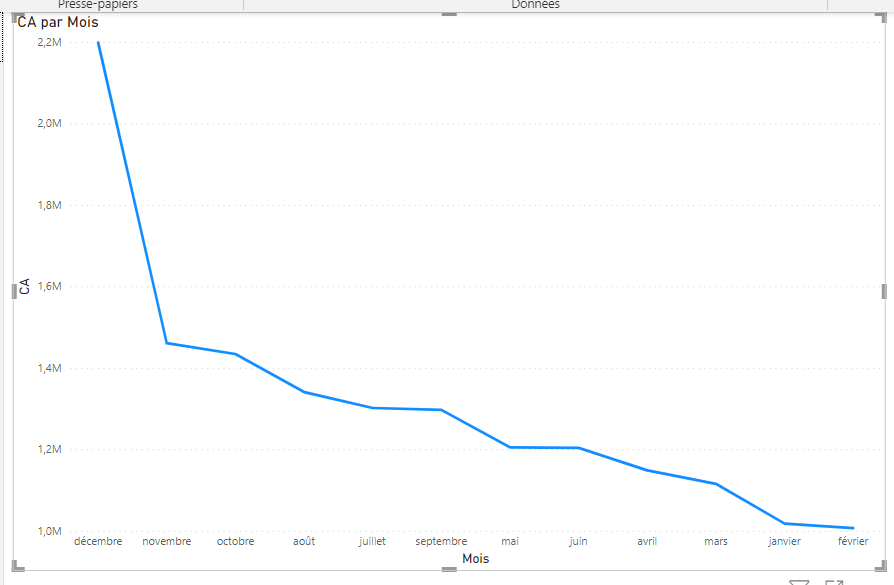 Presse-papiers Données
CA par Mois
2,2M
2,0M
1,8M
1,6M
1,4M
1,2M
1,0M
CA
décembre novembre octobre août juillet septembre mai juin avril mars janvier février
Mois